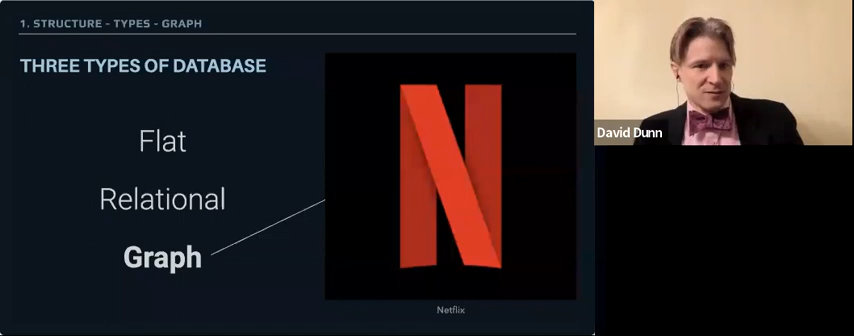 1. STRUCTURE - TYPES - GRAPH
THREE TYPES OF DATABASE
Flat
Relational
Graph
N
Netflix
David Dunn